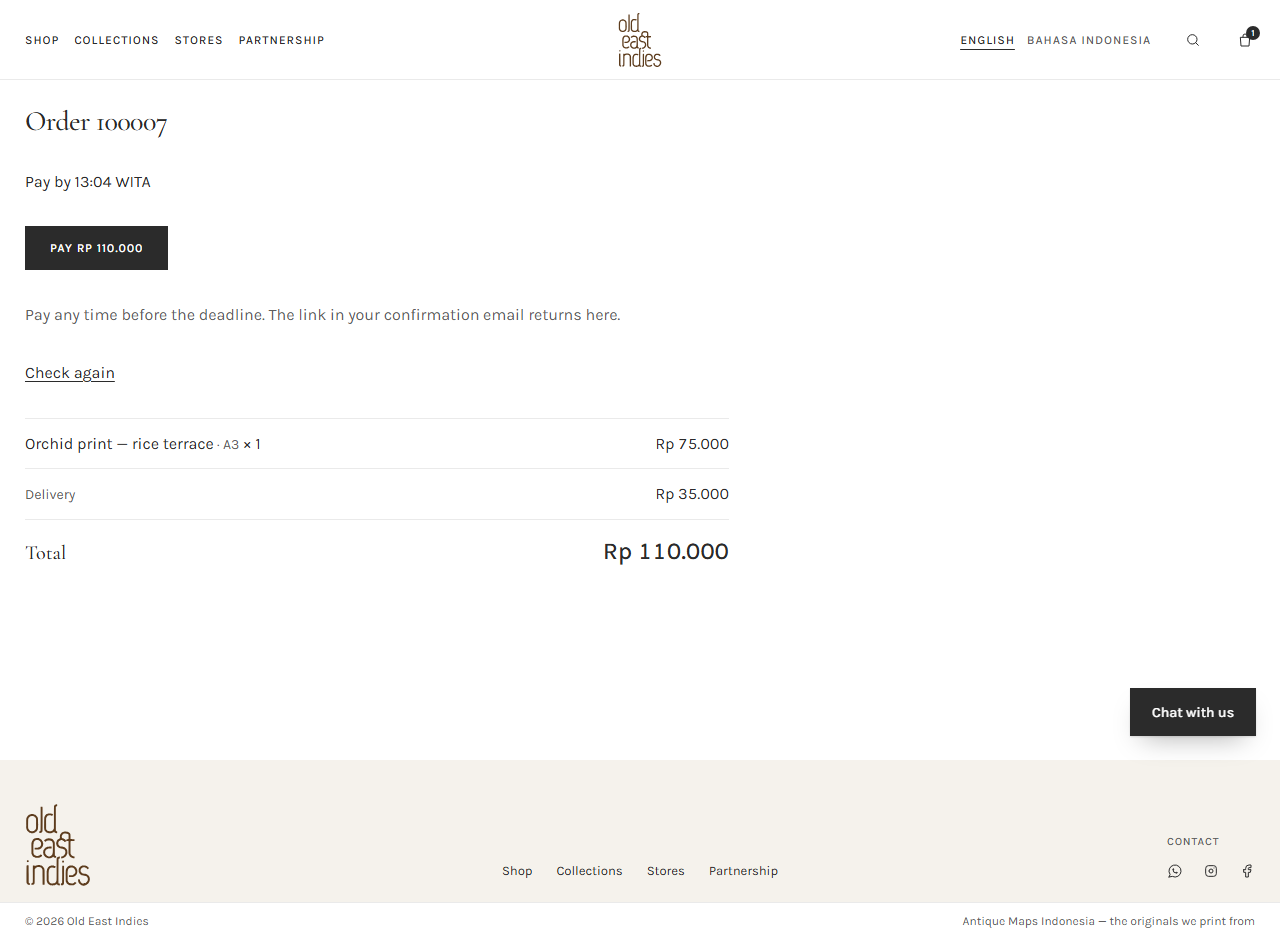 SHOP COLLECTIONS STORES PARTNERSHIP
old
east
indies
ENGLISH BAHASA INDONESIA
1
Order 100007
Pay by 13:04 WITA
PAY RP 110.000
Pay any time before the deadline. The link in your confirmation email returns here.
Check again
Orchid print — rice terrace · A3 × 1 Rp 75.000
Delivery Rp 35.000
Total Rp 110.000
Chat with us
old
east
indies
Shop Collections Stores Partnership
CONTACT
© 2026 Old East Indies
Antique Maps Indonesia — the originals we print from